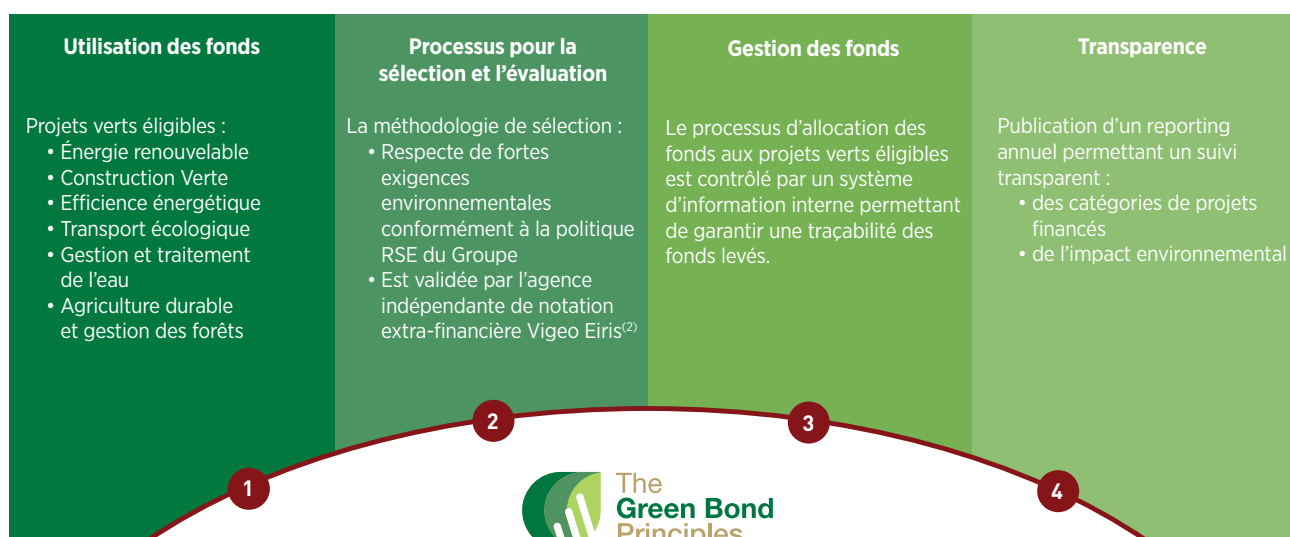 Utilisation des fonds
Projets verts éligibles :
• Énergie renouvelable
• Construction Verte
• Efficience énergétique
• Transport écologique
• Gestion et traitement
de l’eau
• Agriculture durable
et gestion des forêts
Processus pour la
sélection et l’évaluation
La méthodologie de sélection :
• Respecte de fortes
exigences
environnementales
conformément à la politique
RSE du Groupe
• Est validée par l’agence
indépendante de notation
extra-financière Vigeo Eiris(2)
Gestion des fonds
Le processus d’allocation des
fonds aux projets verts éligibles
est contrôlé par un système
d’information interne permettant
de garantir une traçabilité des
fonds levés.
Transparence
Publication d’un reporting
annuel permettant un suivi
transparent :
• des catégories de projets
financés
• de l’impact environnemental
1
2
3
4
The
Green Bond
Principles